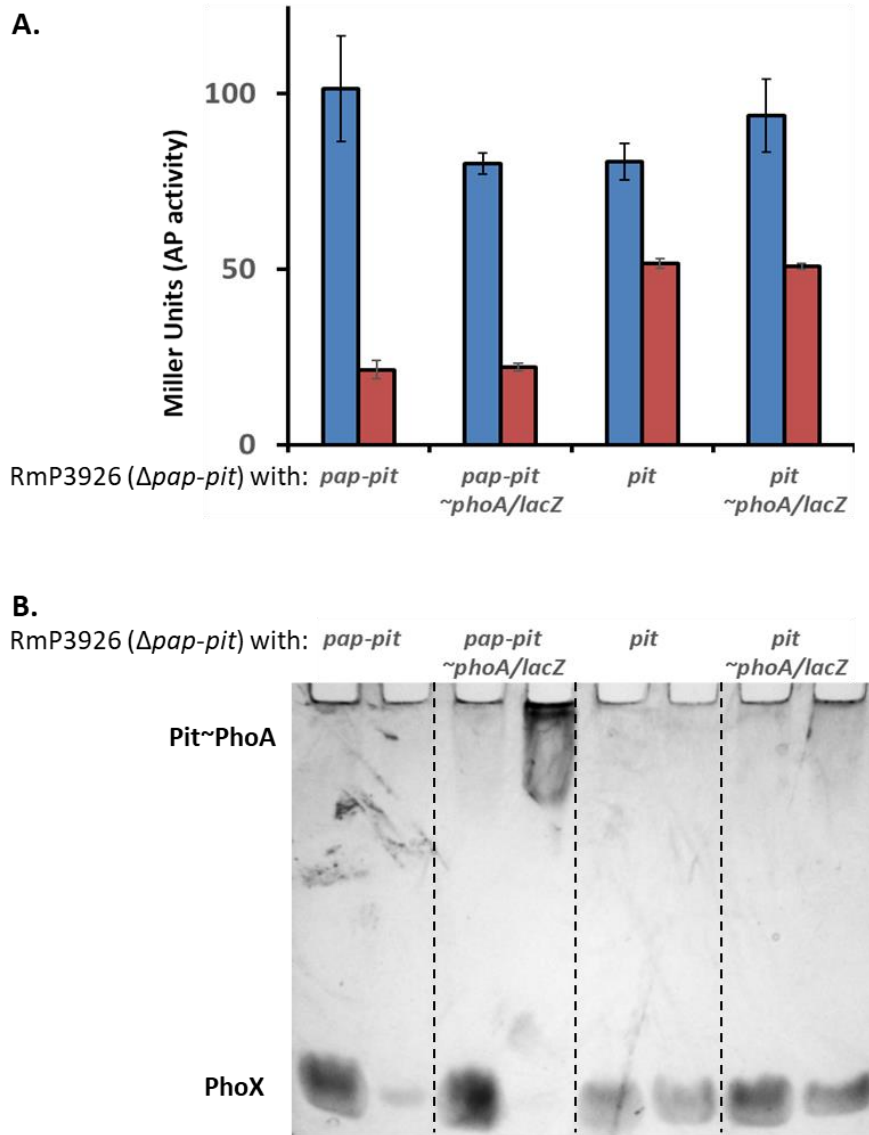 A.
Miller Units (AP activity)
100
50
0
RmP3926 (Δpap-pit) with: pap-pit pap-pit ~phoA/lacZ pit pit ~phoA/lacZ
B.
RmP3926 (Δpap-pit) with: pap-pit pap-pit ~phoA/lacZ pit pit ~phoA/lacZ
Pit~PhoA
PhoX